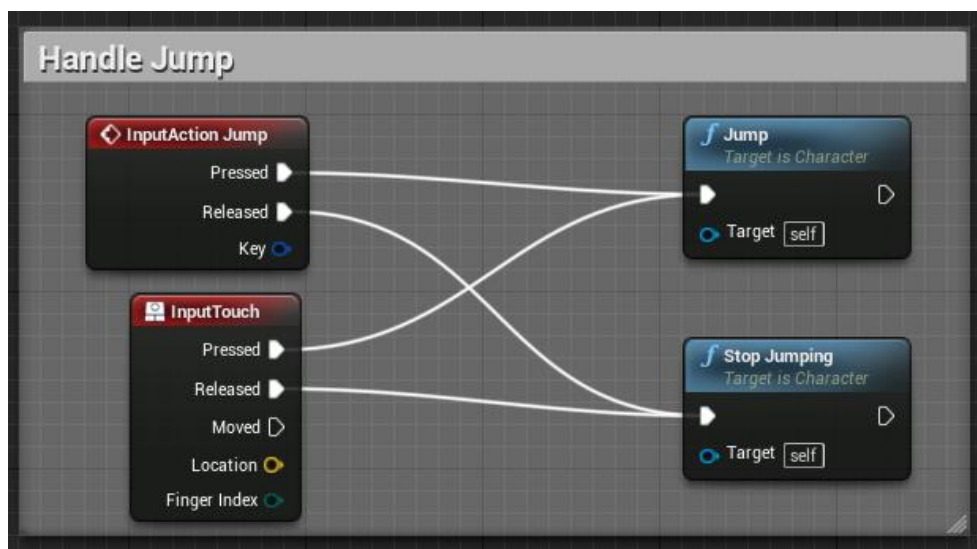 Handle Jump
InputAction Jump
Pressed
Released
Key
InputTouch
Pressed
Released
Moved
Location
Finger Index
f Jump
Target is Character
Target self
f Stop Jumping
Target is Character
Target self